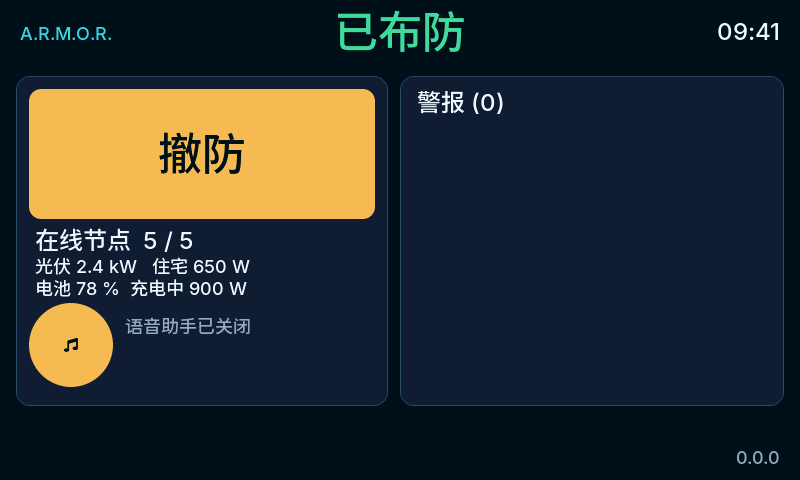 A.R.M.O.R.
已布防
09:41
撤防
在线节点 5 / 5
光伏 2.4 kW 住宅 650 W
电池 78 % 充电中 900 W
语音助手已关闭
警报 (0)
0.0.0